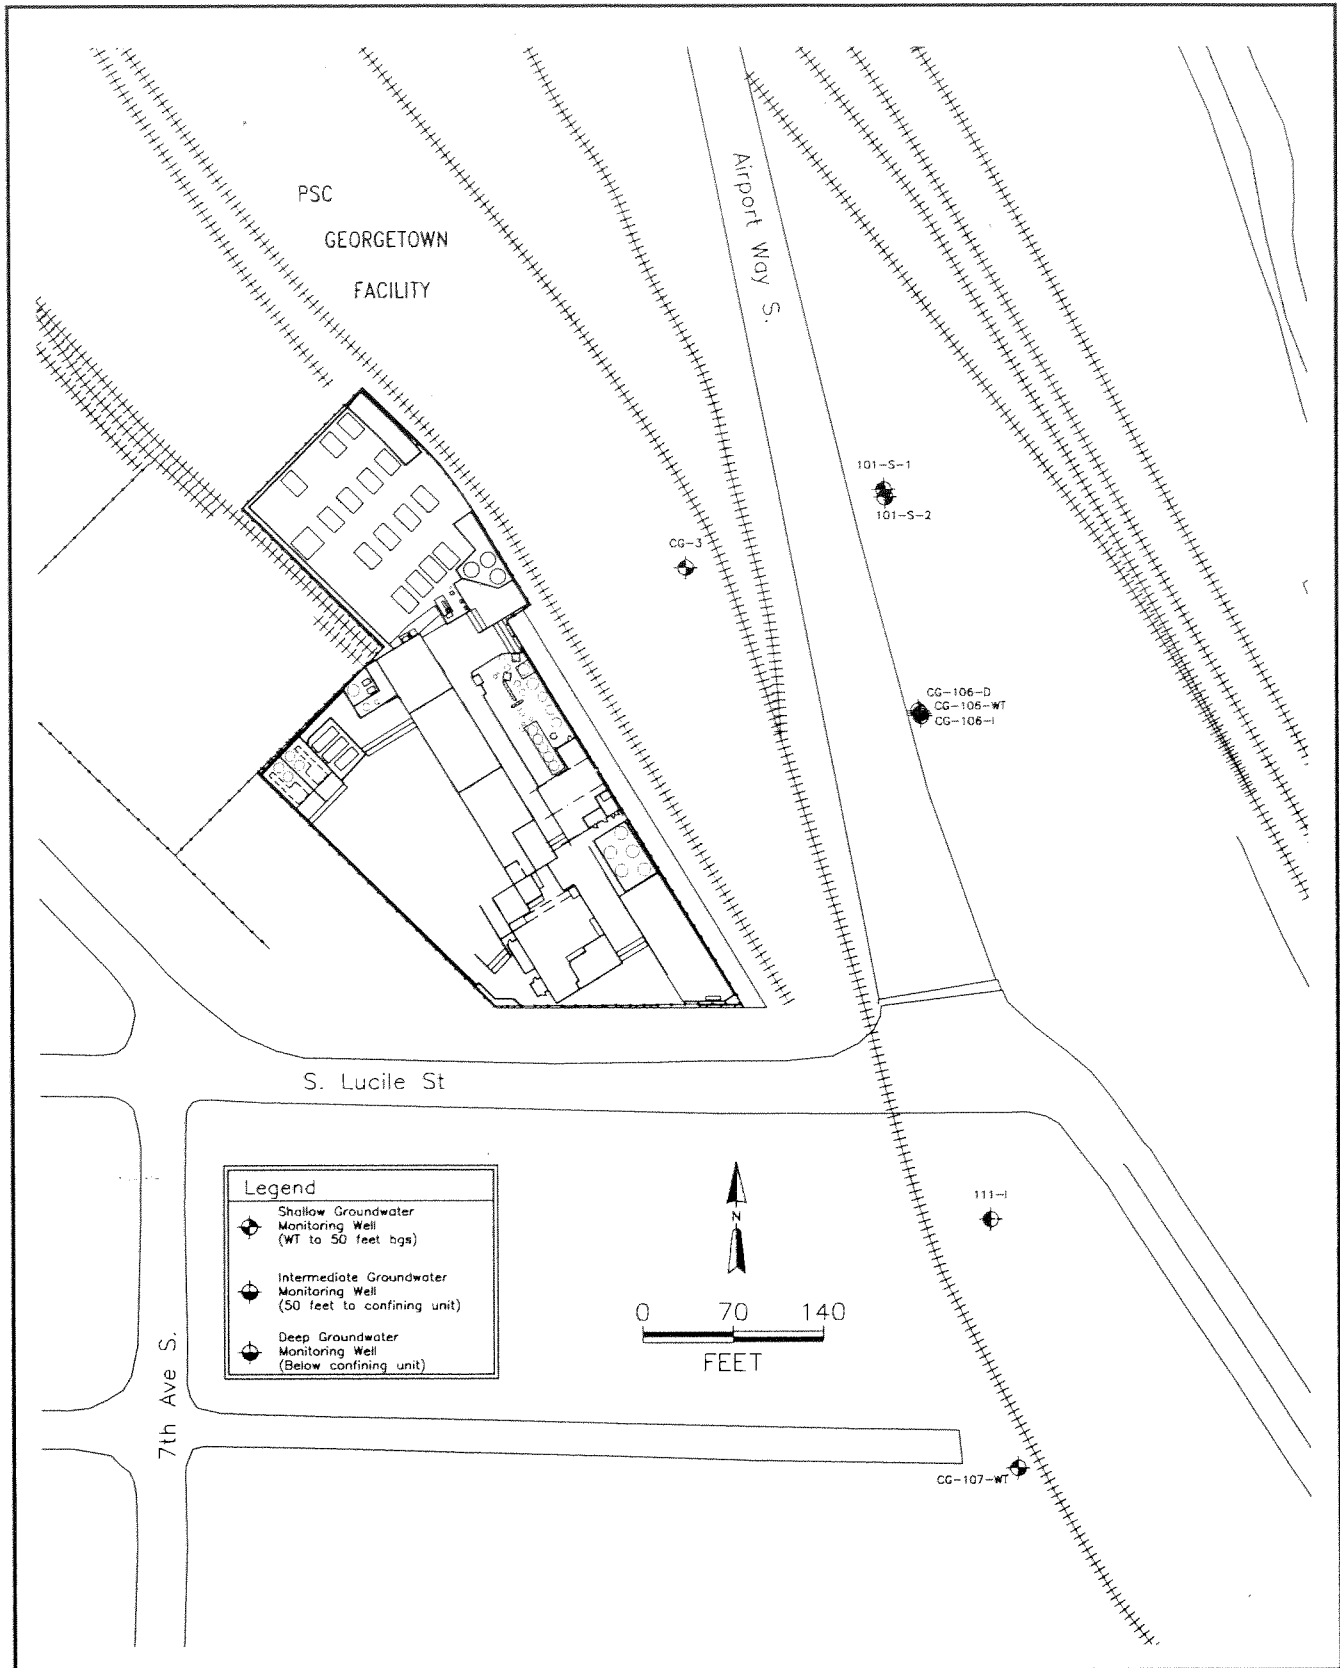 PSC
GEORGETOWN
FACILITY
Airport Way S.
101-S-1
101-S-2
CG-3
CG-106-D
CG-106-WT
CG-106-I
S. Lucile St
Legend
Shallow Groundwater
Monitoring Well
(WT to 50 feet bgs)
Intermediate Groundwater
Monitoring Well
(50 feet to confining unit)
Deep Groundwater
Monitoring Well
(Below confining unit)
N
0 70 140
FEET
111-I
7th Ave S.
CG-107-WT